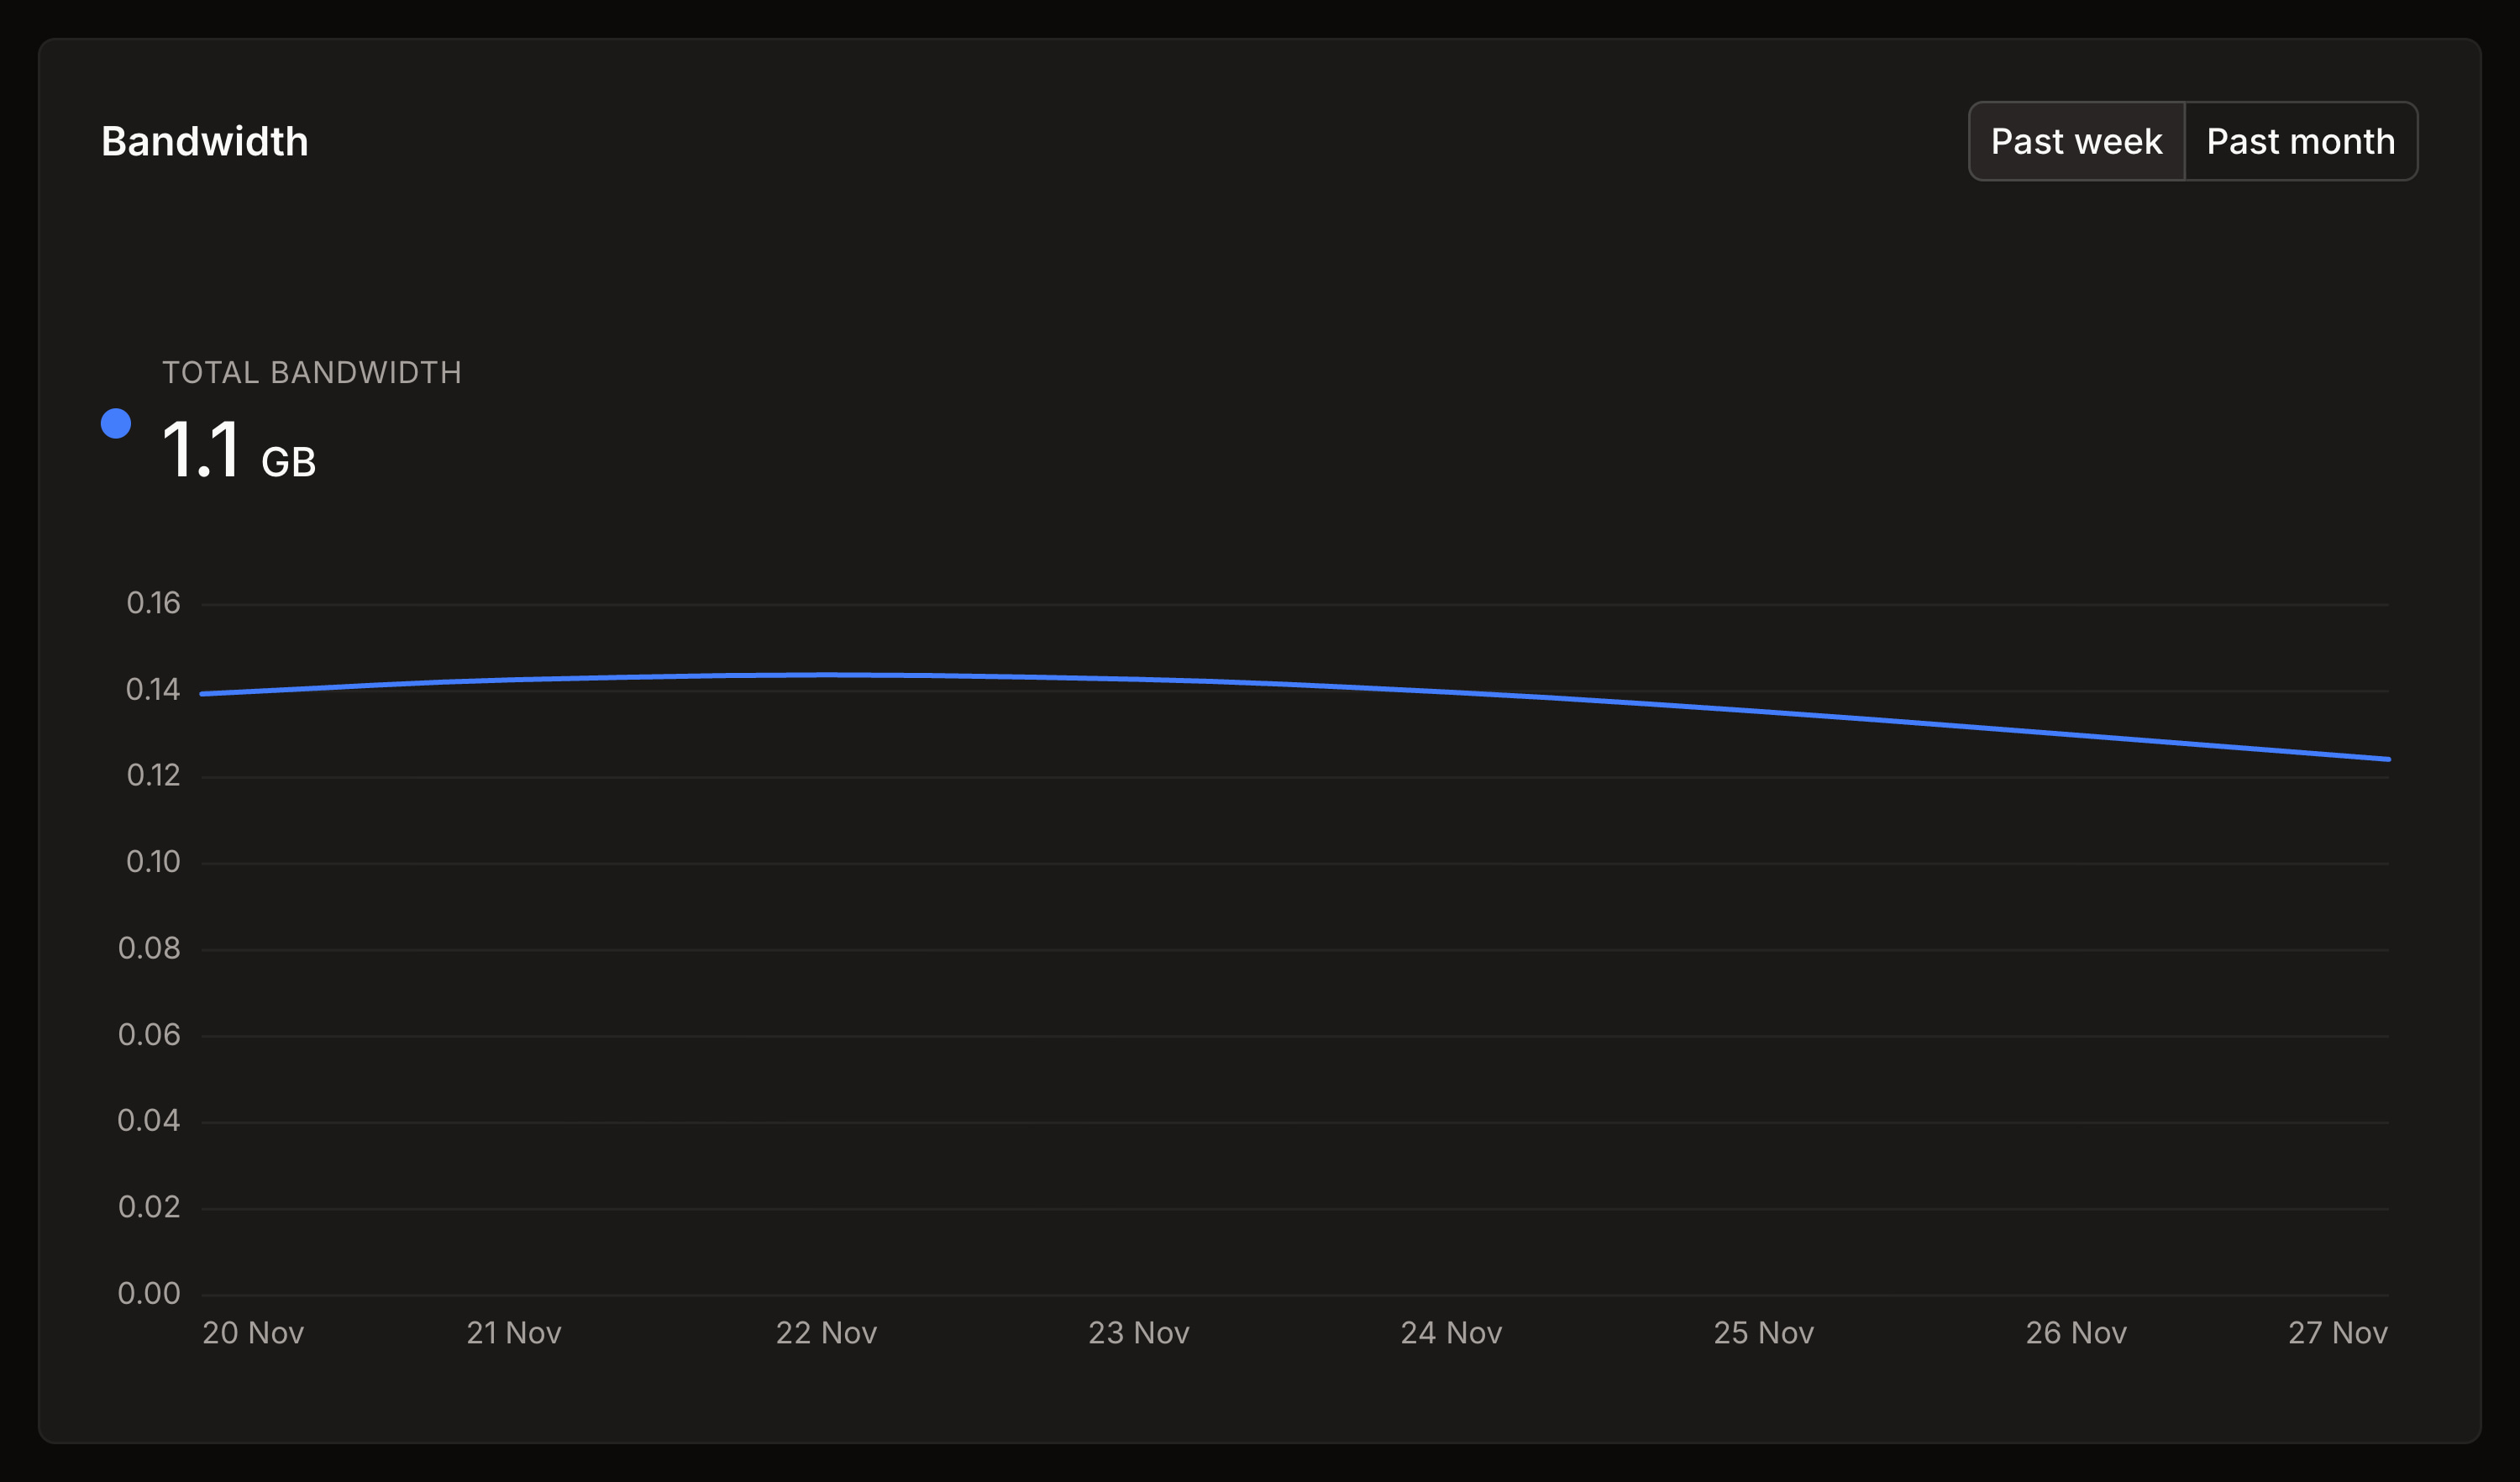 Bandwidth
Past week
Past month
TOTAL BANDWIDTH
1.1 GB
0.16
0.14
0.12
0.10
0.08
0.06
0.04
0.02
0.00
20 Nov
21 Nov
22 Nov
23 Nov
24 Nov
25 Nov
26 Nov
27 Nov